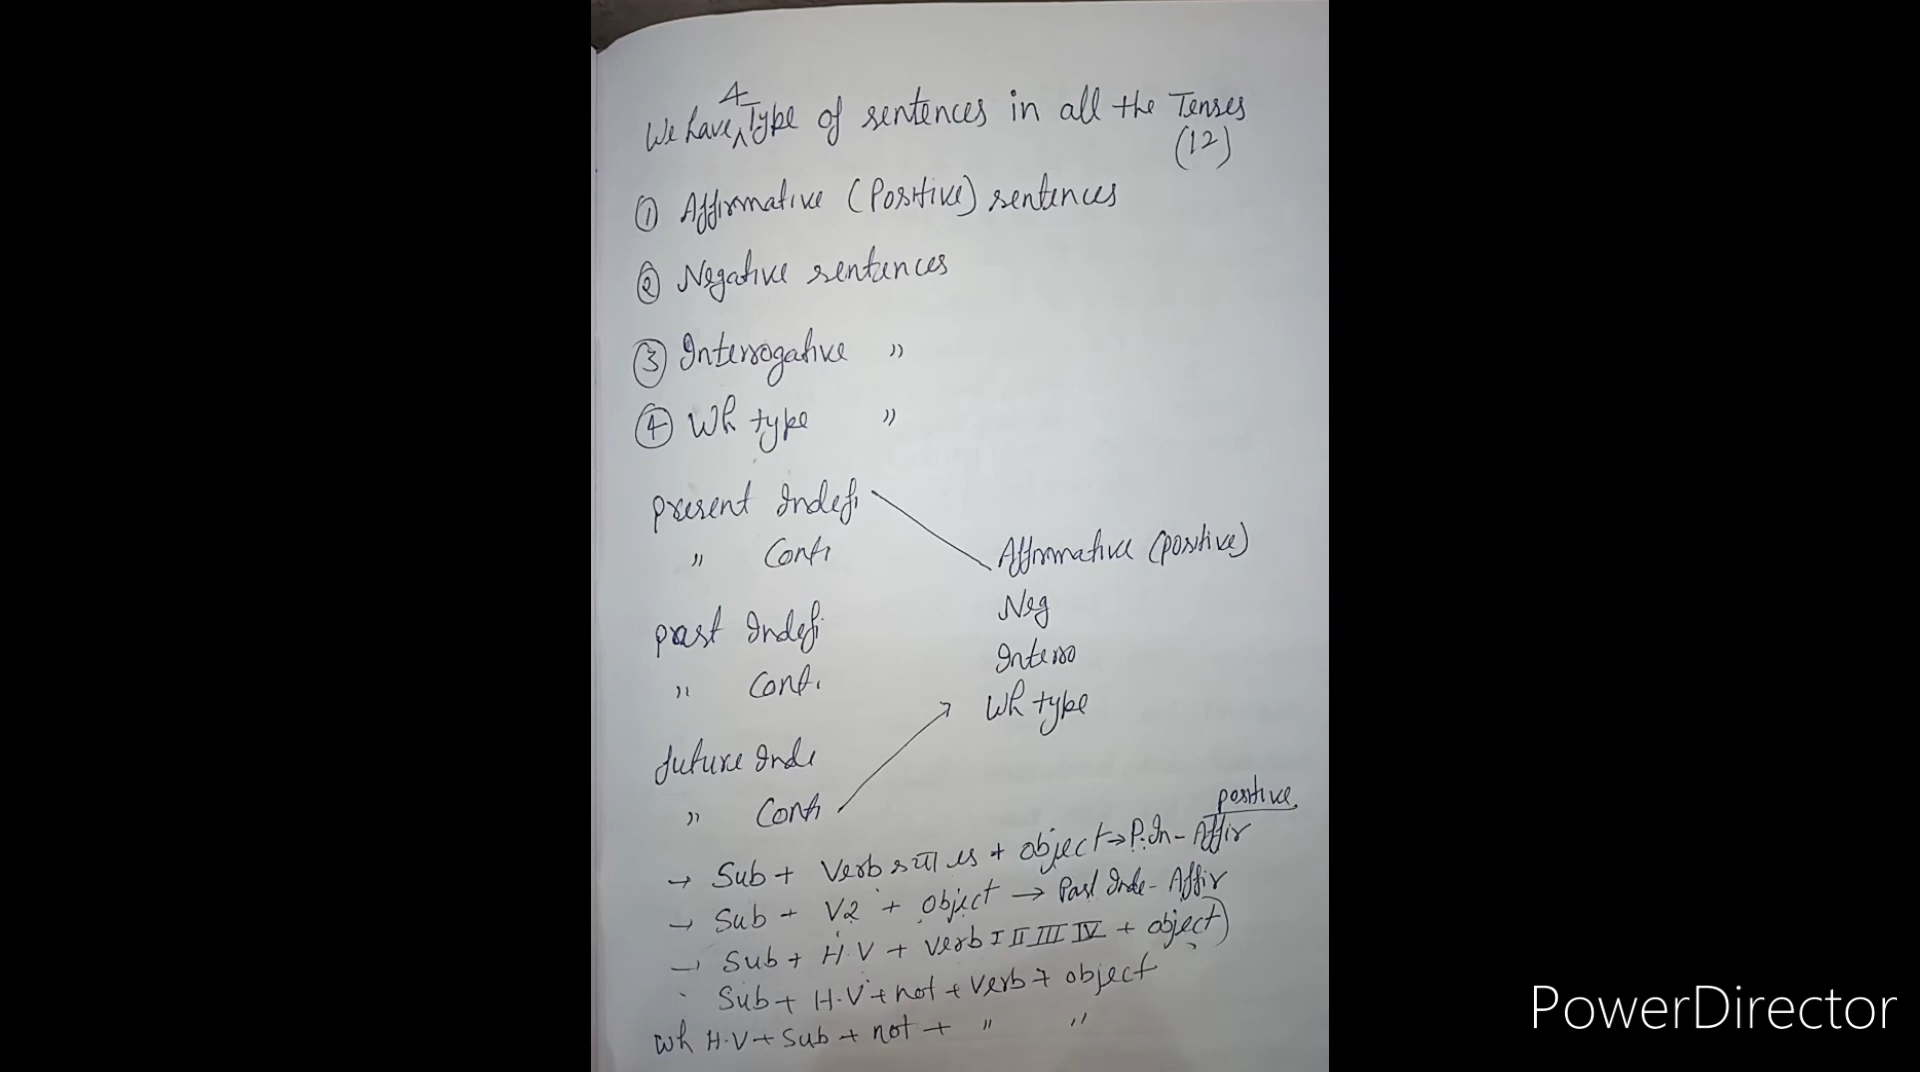 4
We have ^ Type of sentences in all the Tenses
(12)
① Affirmative (Positive) sentences
② Negative sentences
③ Interrogative "
④ Wh type "
present Indefi
" Conti
Affirmative (positive)
Neg
past Indefi
Interro
" Conti.
Wh type
future Inde
" Conti
positive
→ Sub + Verb es + object → P.In - Affir
→ Sub + V2 + object → Past Inde - Affir
→ Sub + H.V + verb I II III IV + object)
Sub + H.V + not + verb + object
Wh H.V + Sub + not + " "
PowerDirector